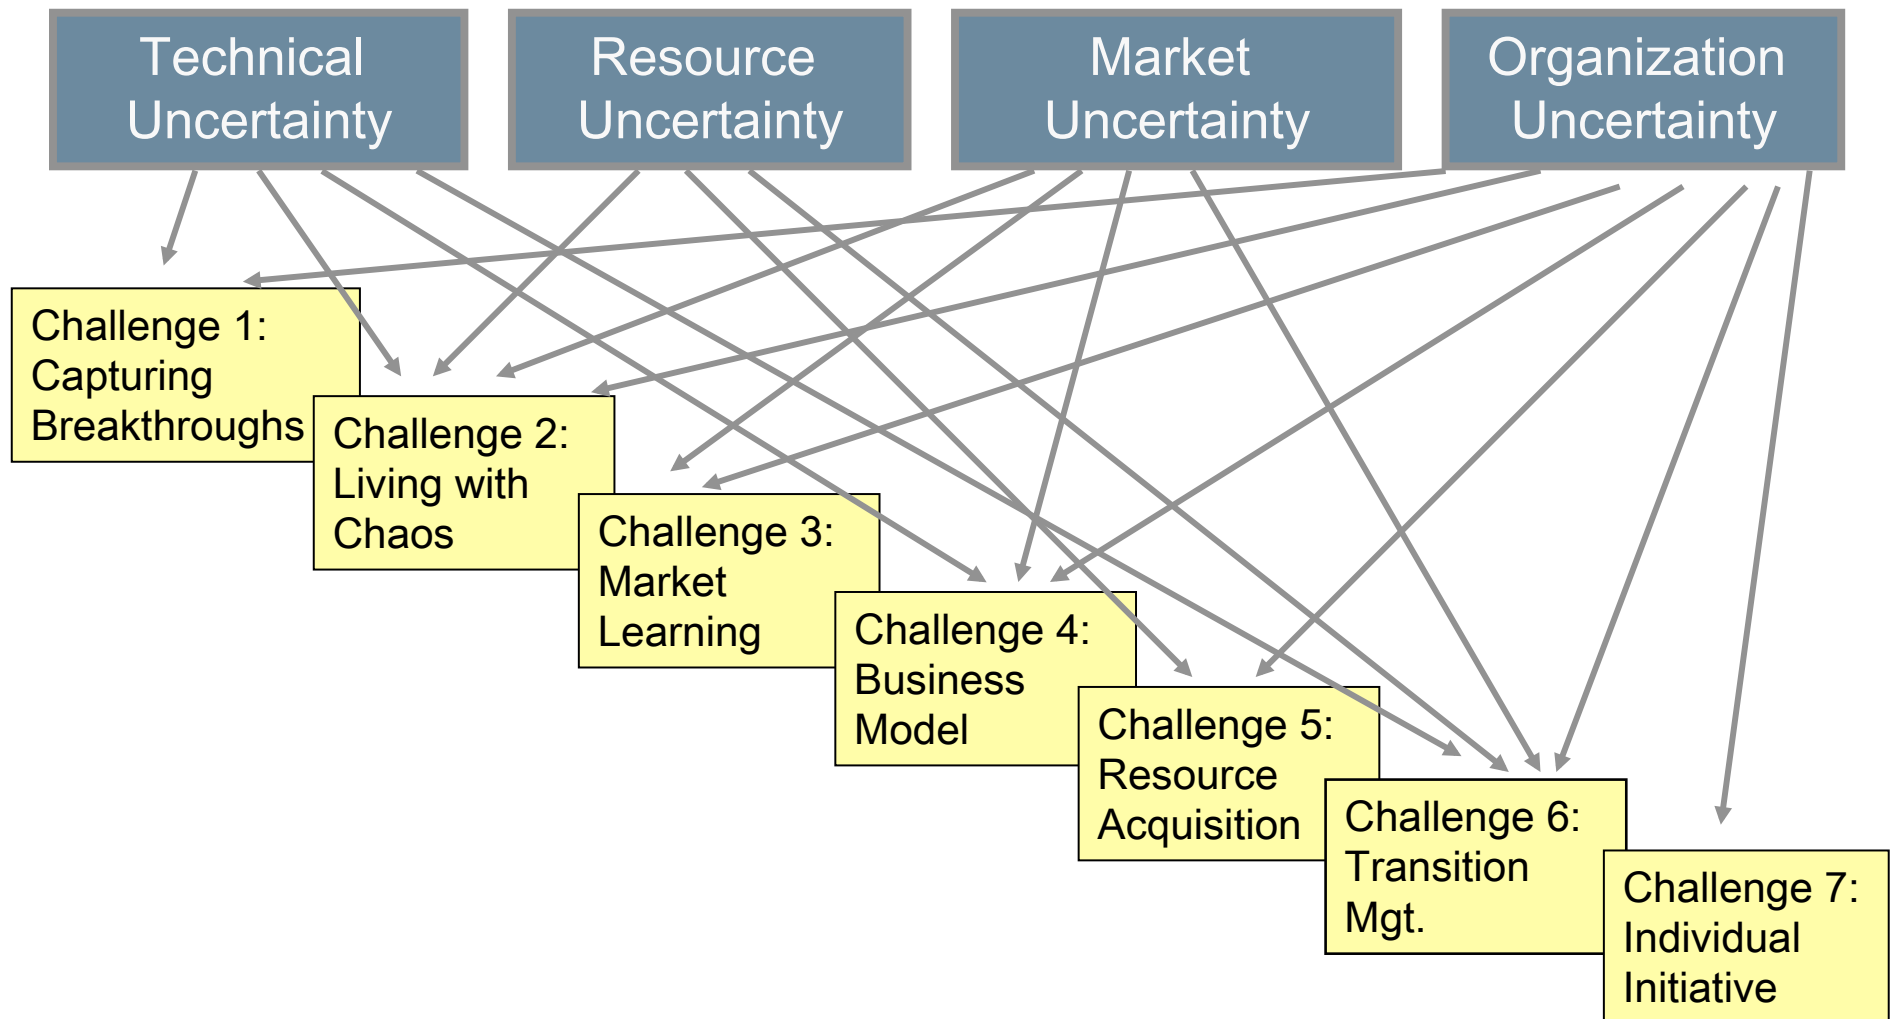 Technical
Uncertainty
Resource
Uncertainty
Market
Uncertainty
Organization
Uncertainty
Challenge 1:
Capturing
Breakthroughs
Challenge 2:
Living with
Chaos
Challenge 3:
Market
Learning
Challenge 4:
Business
Model
Challenge 5:
Resource
Acquisition
Challenge 6:
Transition
Mgt.
Challenge 7:
Individual
Initiative